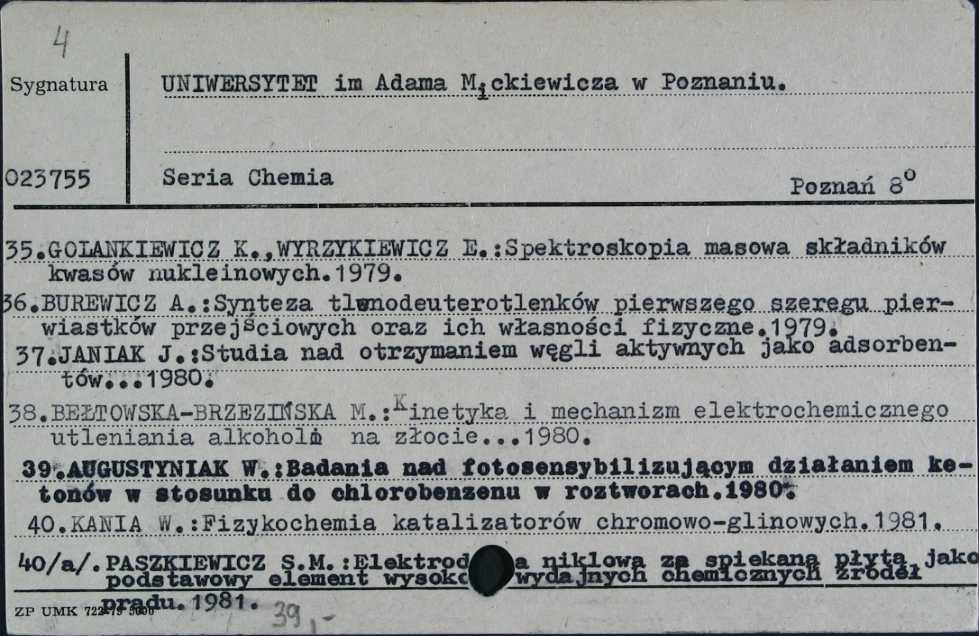 4
Sygnatura
UNIWERSYTET im Adama Mickiewicza w Poznaniu.
023755
Seria Chemia
Poznań 8°
35.GOLANKIEWICZ K.,WYRZYKIEWICZ E.:Spektroskopia masowa składników
kwasów nukleinowych.1979.
36.BUREWICZ A.:Synteza tlenodeuterotlenków pierwszego szeregu pier-
wiastków przejściowych oraz ich własności fizyczne.1979.
37.JANIAK J.:Studia nad otrzymaniem węgli aktywnych jako adsorben-
tów...1980.
38.BEŁTOWSKA-BRZEZIŃSKA M.:Kinetyka i mechanizm elektrochemicznego
utleniania alkoholi na złocie...1980.
39.AUGUSTYNIAK W.:Badania nad fotosensybilizującym działaniem ke-
tonów w stosunku do chlorobenzenu w roztworach.1980.
40.KANIA W.:Fizykochemia katalizatorów chromowo-glinowych.1981.
40/a/.PASZKIEWICZ S.M.:Elektrod a niklowa ze spiekaną płytą jako
podstawowy element wysoko wydajnych chemicznych źródeł
prądu.1981.
ZP UMK 722-79 5000
39,-